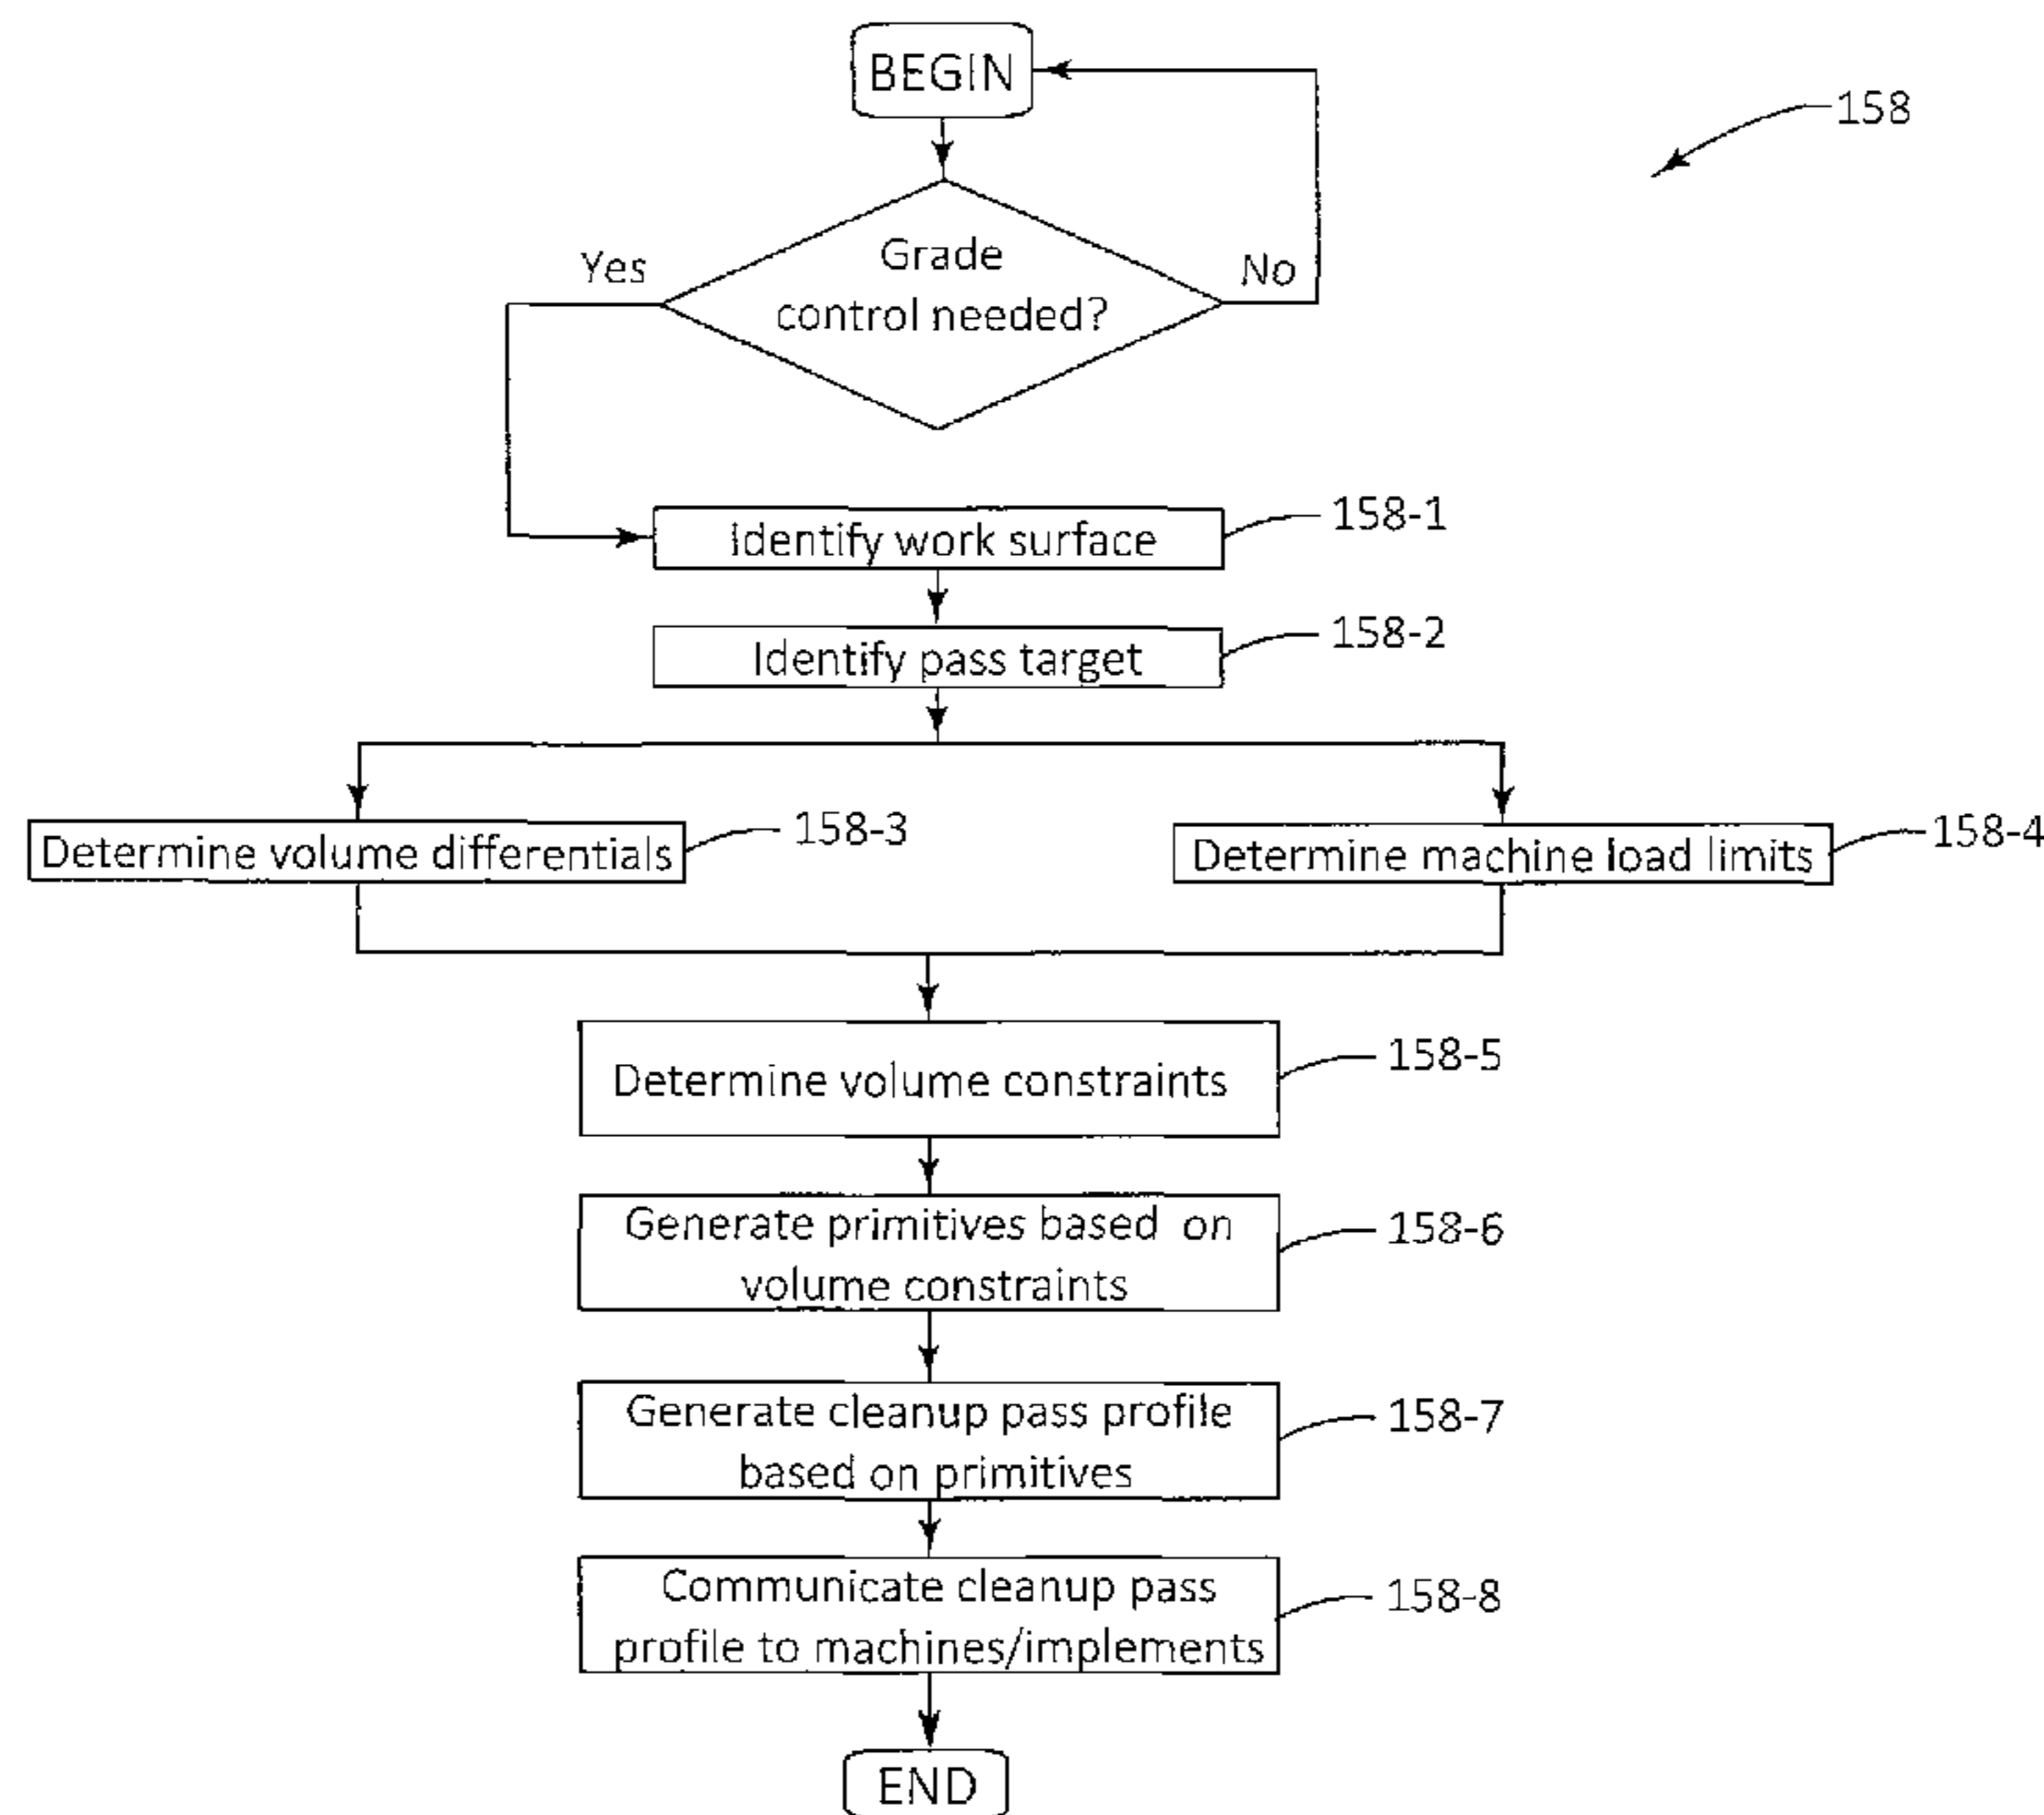 BEGIN
158
Grade
control needed?
Yes
No
Identify work surface
158-1
Identify pass target
158-2
Determine volume differentials
158-3
Determine machine load limits
158-4
Determine volume constraints
158-5
Generate primitives based on
volume constraints
158-6
Generate cleanup pass profile
based on primitives
158-7
Communicate cleanup pass
profile to machines/implements
158-8
END